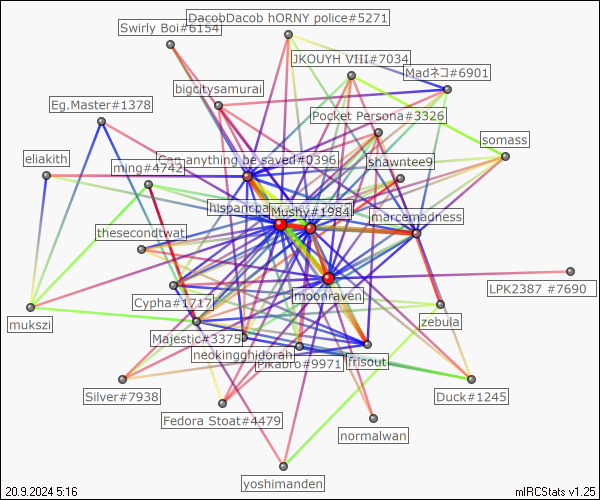 DacobDacob hORNY police#5271
Swirly Boi#6154
JKOUYH VIII#7034
Madネコ#6901
bigcitysamurai
Eg.Master#1378
Pocket Persona#3326
somass
eliakith
Can anything be saved#0396
shawntee9
ming#4742
hispanicpa
Mushy#1984
marcemadness
thesecondtwat
moonraven
LPK2387 #7690
Cypha#1717
mukszi
zebula
Majestic#3375
neokingghidorah
frisout
Pikabro#9971
Silver#7938
Duck#1245
Fedora Stoat#4479
normalwan
yoshimanden
20.9.2024 5:16
mIRCStats v1.25